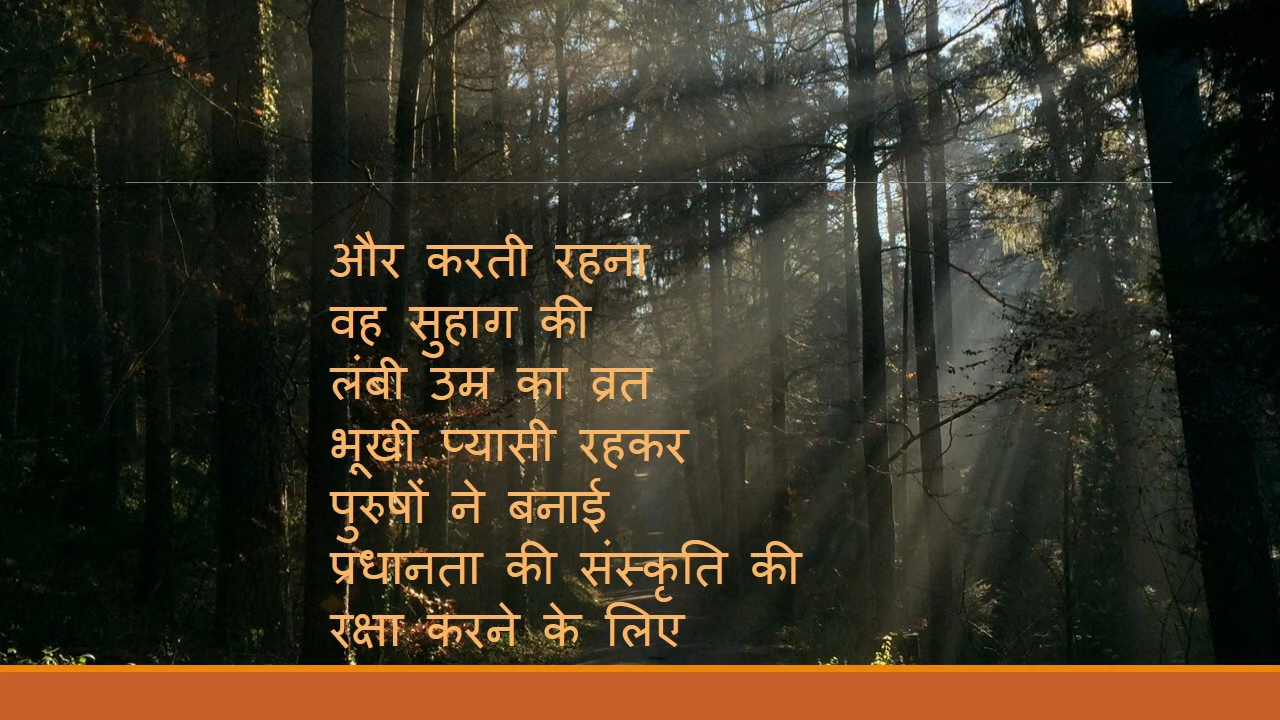 और करती रहना
वह सुहाग की
लंबी उम्र का व्रत
भूखी प्यासी रहकर
पुरुषों ने बनाई
प्रधानता की संस्कृति की
रक्षा करने के लिए